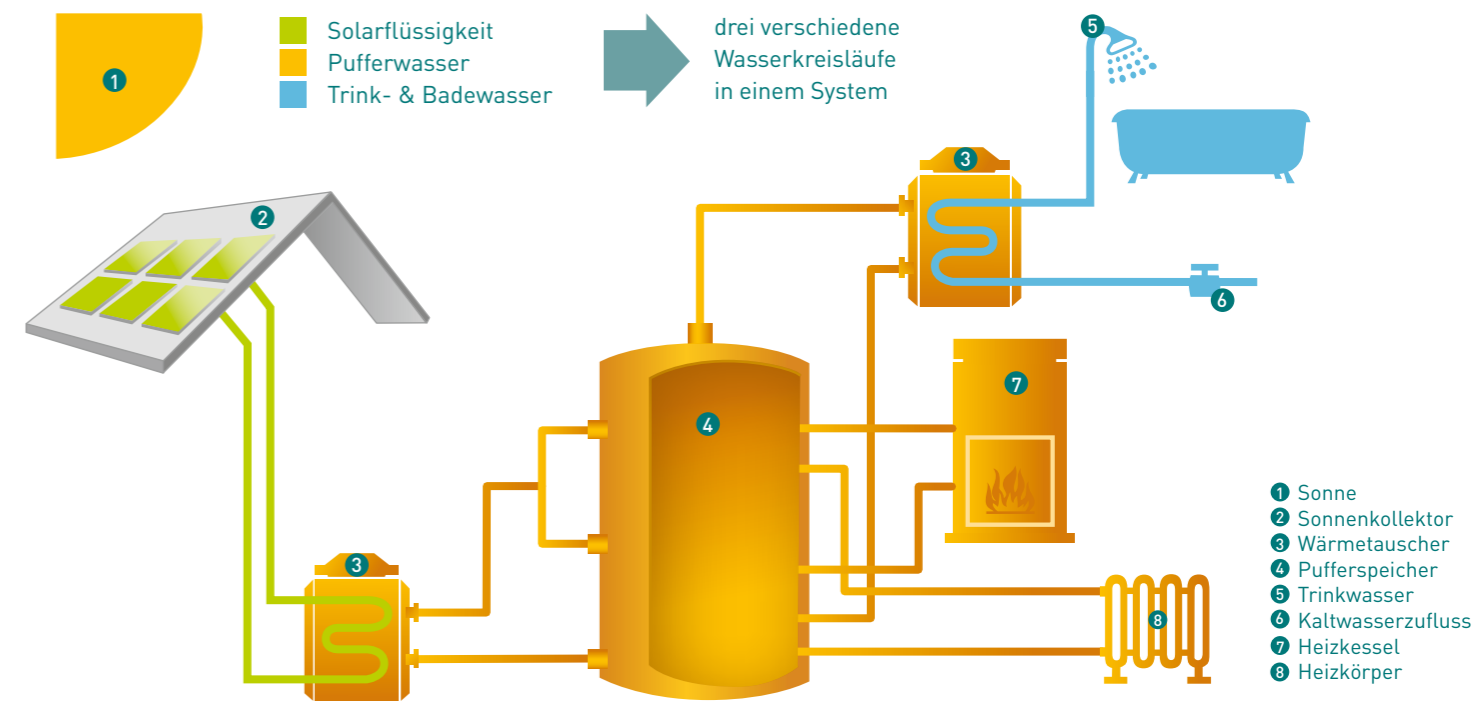 1
Solarflüssigkeit
Pufferwasser
Trink- & Badewasser
drei verschiedene
Wasserkreisläufe
in einem System
5
3
2
6
7
4
3
8
1 Sonne
2 Sonnenkollektor
3 Wärmetauscher
4 Pufferspeicher
5 Trinkwasser
6 Kaltwasserzufluss
7 Heizkessel
8 Heizkörper